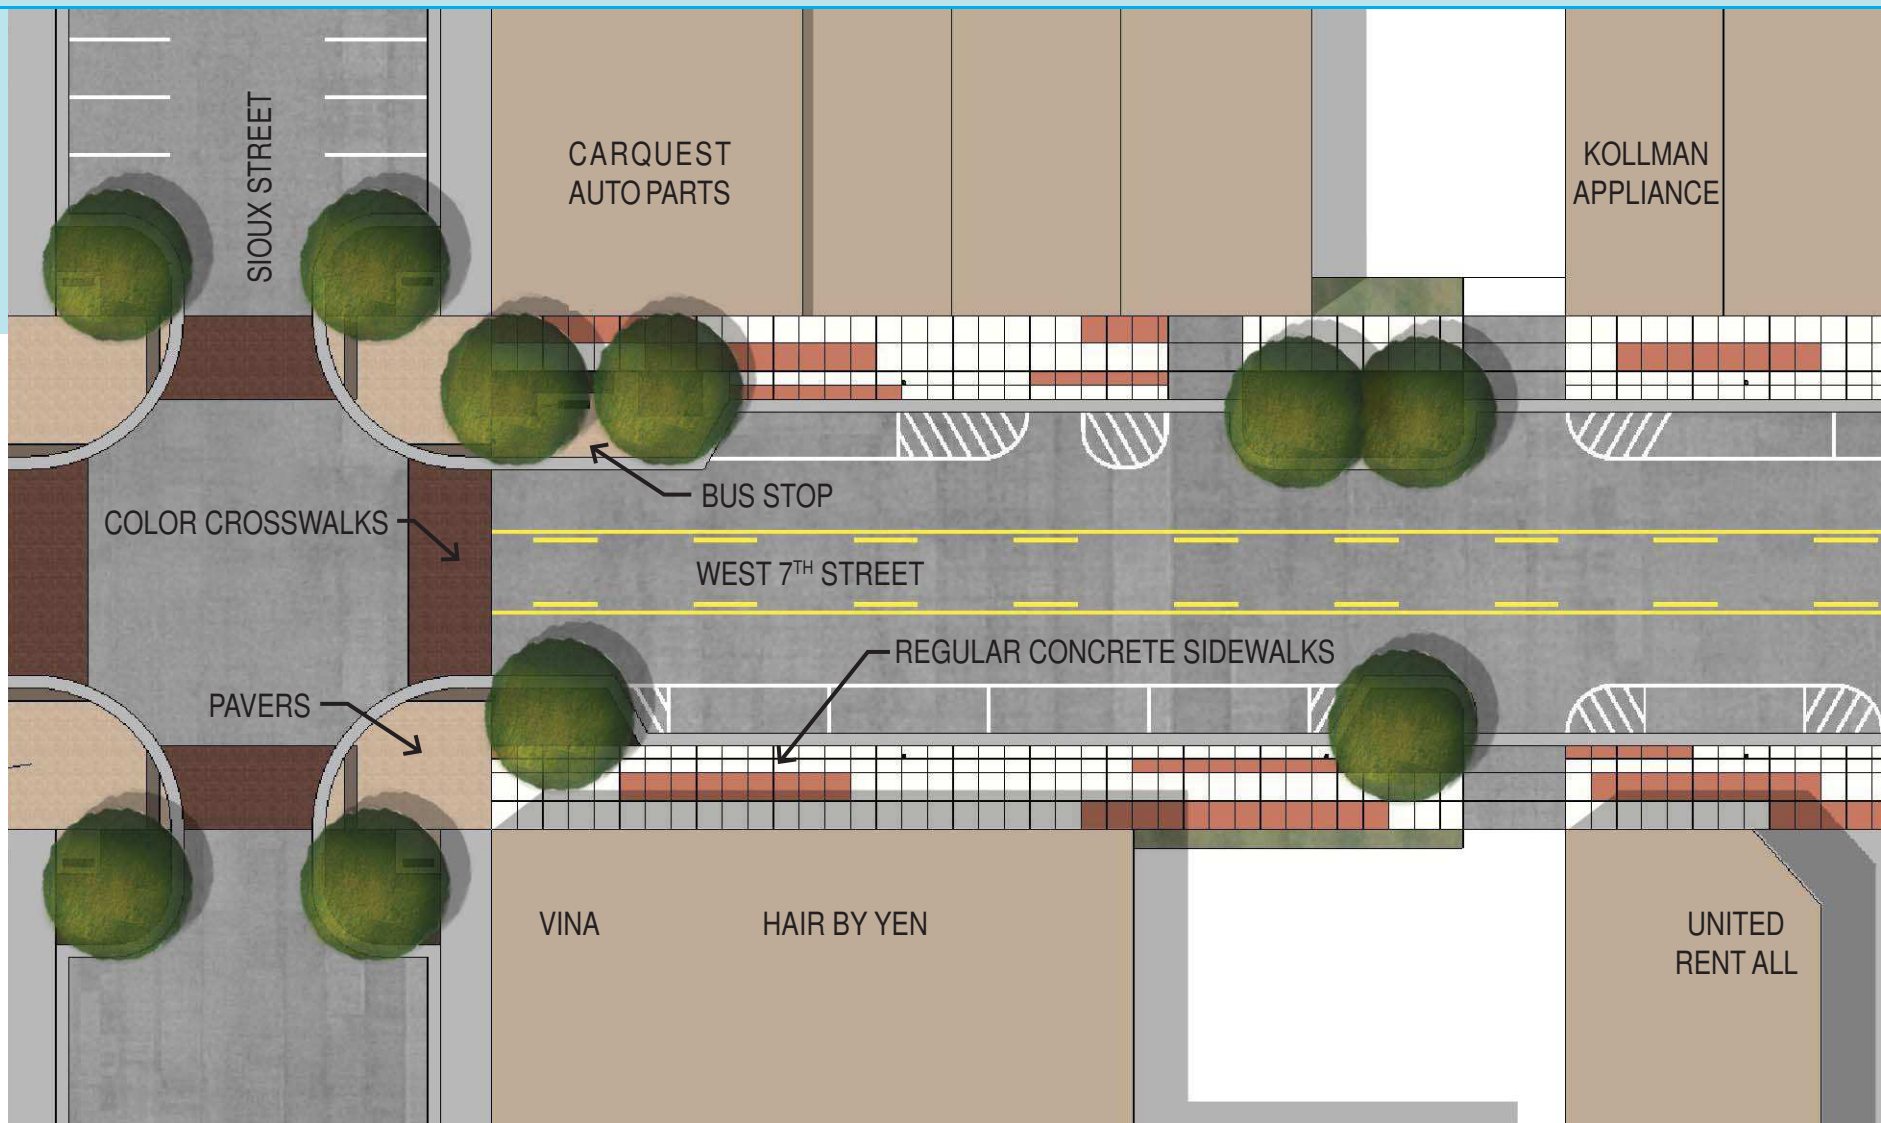 SIOUX STREET
CARQUEST
AUTO PARTS
KOLLMAN
APPLIANCE
BUS STOP
COLOR CROSSWALKS
WEST 7TH STREET
REGULAR CONCRETE SIDEWALKS
PAVERS
VINA
HAIR BY YEN
UNITED
RENT ALL